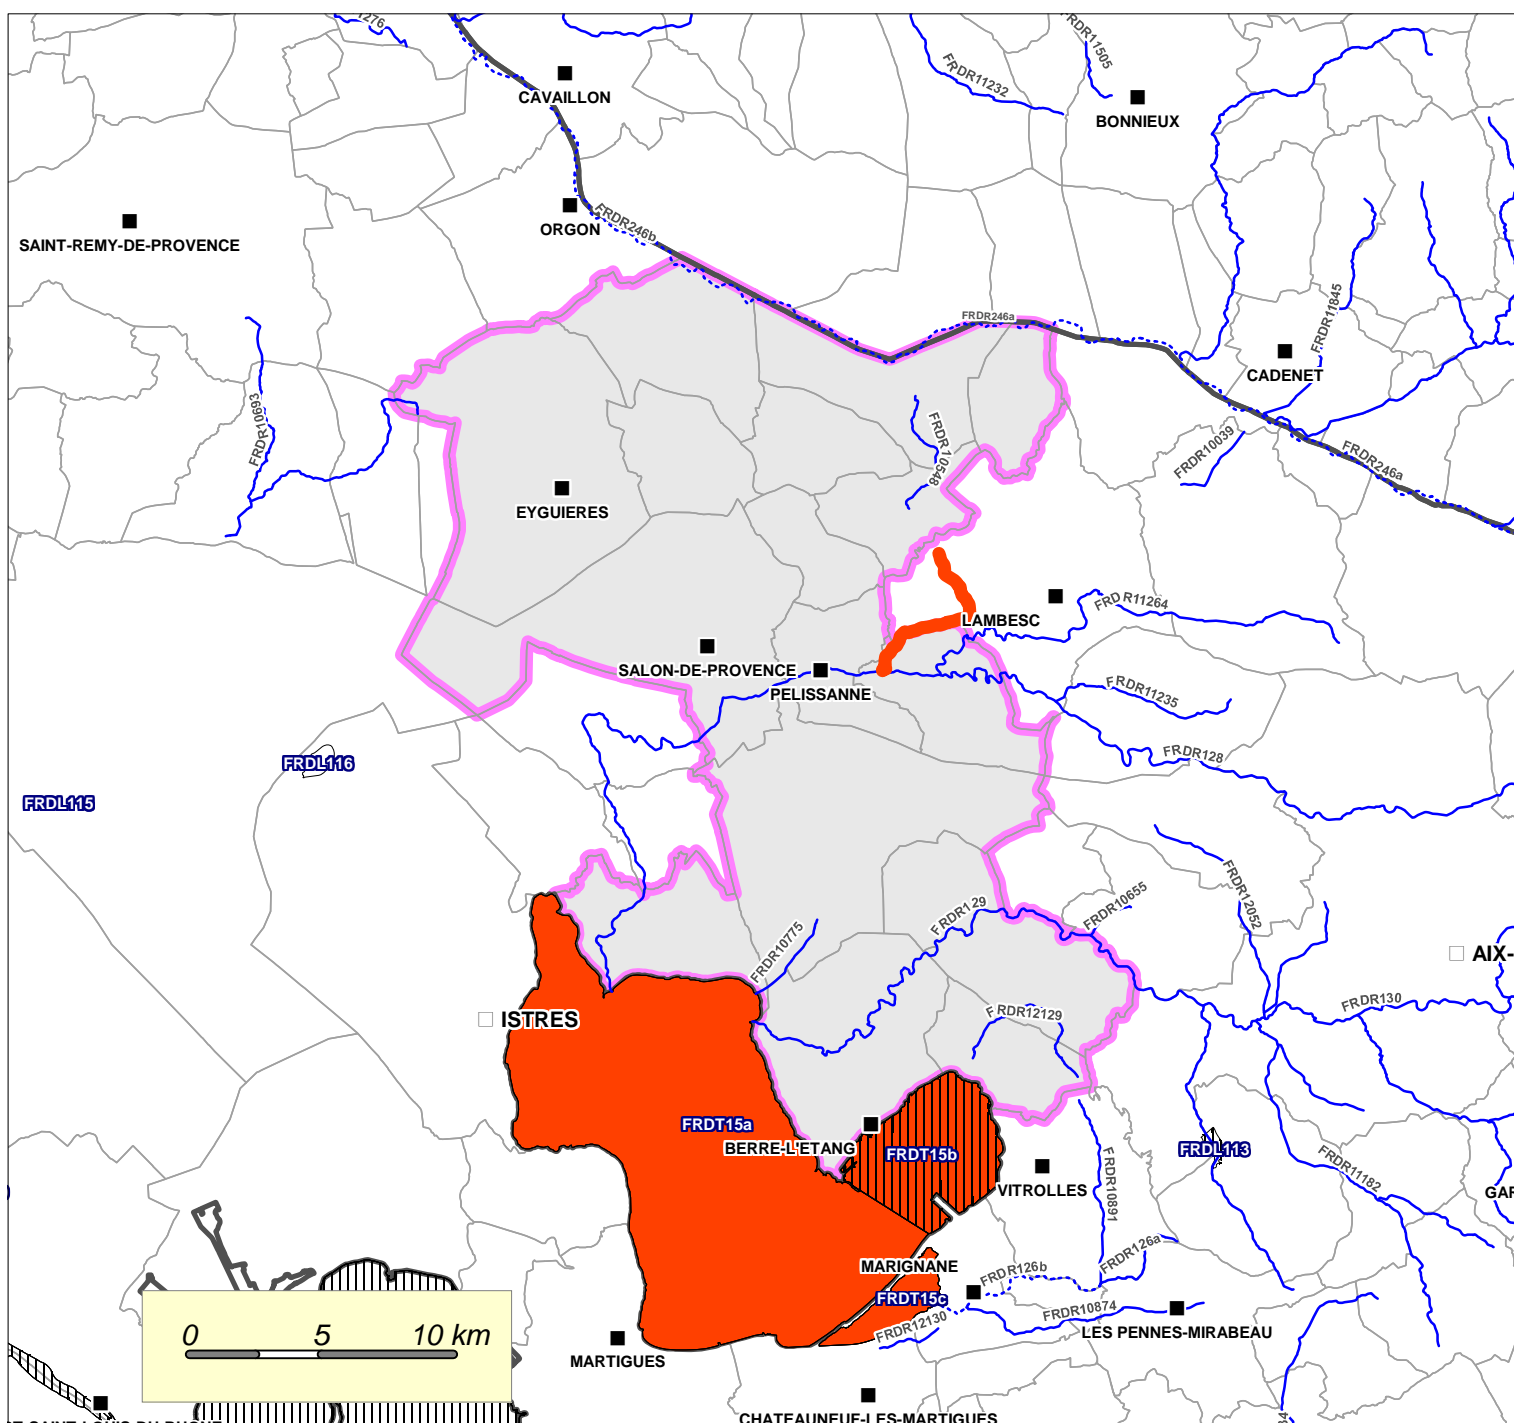 1276
FRDR11505
CAVAILLON
FRDR11232
BONNIEUX
SAINT-REMY-DE-PROVENCE
ORGON
FRDR246b
FRDR246a
FRDR11845
CADENET
FRDR10693
FRDR10548
FRDR10039
FRDR246a
EYGUIERES
LAMBESC
FRDR11264
SALON-DE-PROVENCE
PELISSANNE
FRDR11235
FRDR128
FRDL116
FRDL115
FRDR12052
FRDR10655
FRDR129
FRDR10775
AIX-
ISTRES
FRDR12129
FRDR130
FRDT15a
BERRE-L'ETANG
FRDT15b
VITROLLES
FRDR10891
FRDL113
FRDR11182
GAR
MARIGNANE
FRDR126b
FRDR126a
FRDT15c
FRDR12130
FRDR10874
LES PENNES-MIRABEAU
0 5 10 km
MARTIGUES
CHATEAUNEUF-LES-MARTIGUES